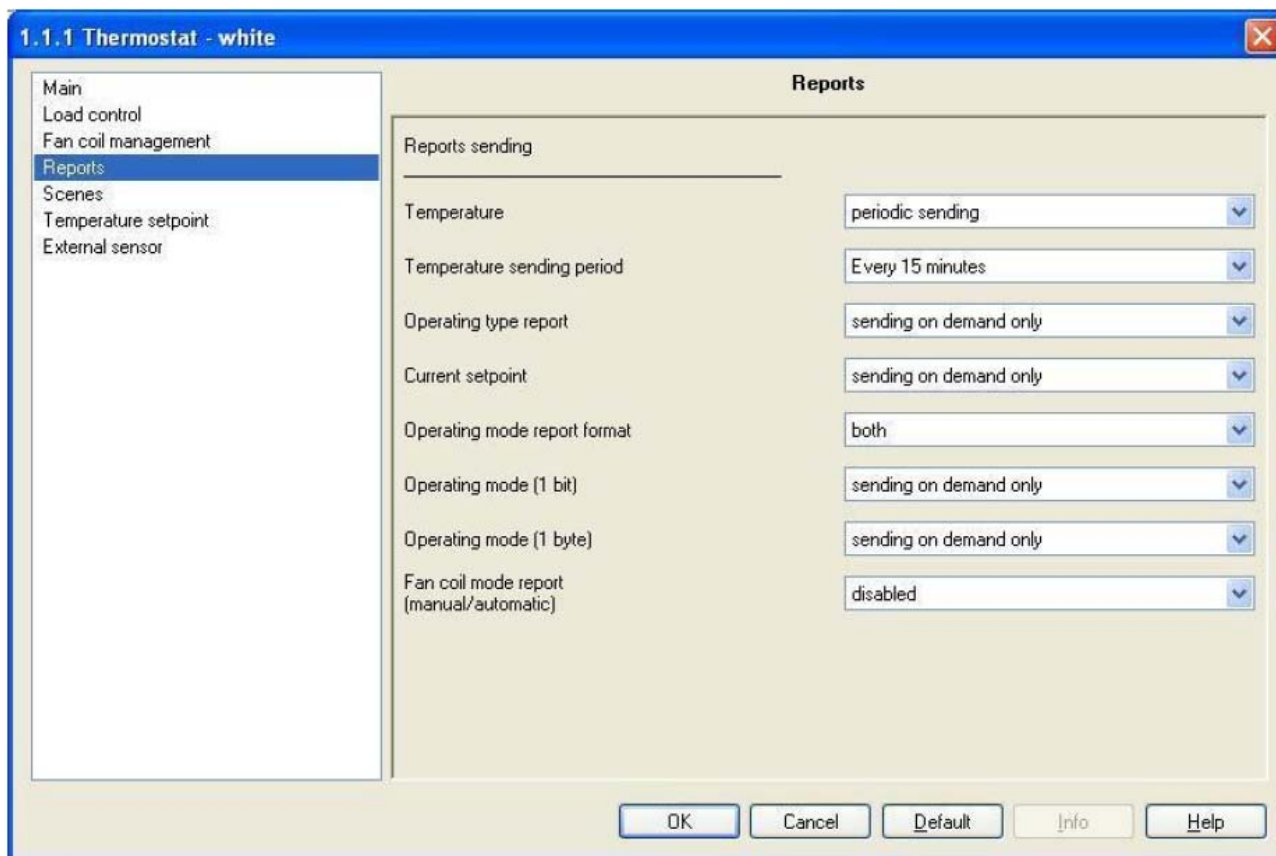 1.1.1 Thermostat - white
Main
Load control
Fan coil management
Reports
Scenes
Temperature setpoint
External sensor
Reports
Reports sending
Temperature
periodic sending
Temperature sending period
Every 15 minutes
Operating type report
sending on demand only
Current setpoint
sending on demand only
Operating mode report format
both
Operating mode (1 bit)
sending on demand only
Operating mode (1 byte)
sending on demand only
Fan coil mode report
(manual/automatic)
disabled
OK
Cancel
Default
Info
Help